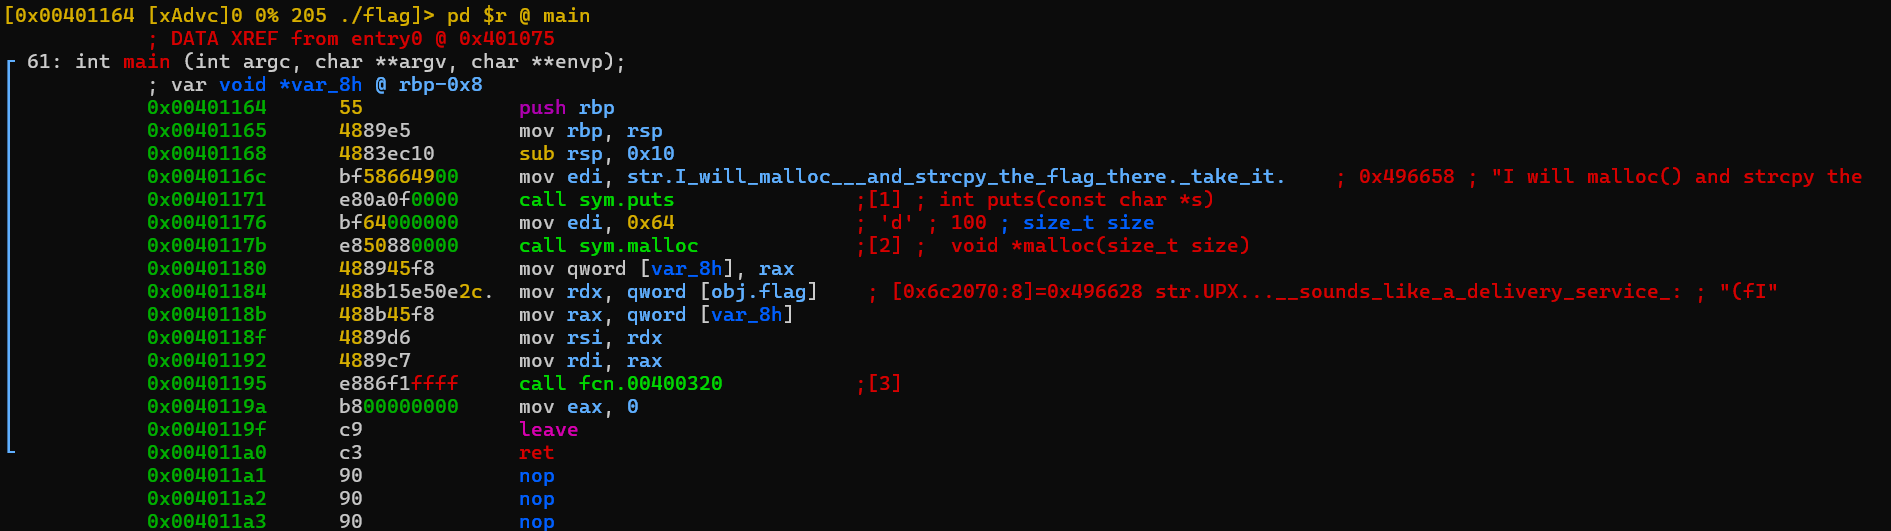 [0x00401164 [xAdvc]0 0% 205 ./flag]> pd $r @ main
; DATA XREF from entry0 @ 0x401075
61: int main (int argc, char **argv, char **envp);
; var void *var_8h @ rbp-0x8
0x00401164 55 push rbp
0x00401165 4889e5 mov rbp, rsp
0x00401168 4883ec10 sub rsp, 0x10
0x0040116c bf58664900 mov edi, str.I_will_malloc___and_strcpy_the_flag_there._take_it. ; 0x496658 ; "I will malloc() and strcpy the
0x00401171 e80a0f0000 call sym.puts ;[1] ; int puts(const char *s)
0x00401176 bf64000000 mov edi, 0x64 ; 'd' ; 100 ; size_t size
0x0040117b e850880000 call sym.malloc ;[2] ;  void *malloc(size_t size)
0x00401180 488945f8 mov qword [var_8h], rax
0x00401184 488b15e50e2c. mov rdx, qword [obj.flag] ; [0x6c2070:8]=0x496628 str.UPX...__sounds_like_a_delivery_service_: ; "(fI"
0x0040118b 488b45f8 mov rax, qword [var_8h]
0x0040118f 4889d6 mov rsi, rdx
0x00401192 4889c7 mov rdi, rax
0x00401195 e886f1ffff call fcn.00400320 ;[3]
0x0040119a b800000000 mov eax, 0
0x0040119f c9 leave
0x004011a0 c3 ret
0x004011a1 90 nop
0x004011a2 90 nop
0x004011a3 90 nop